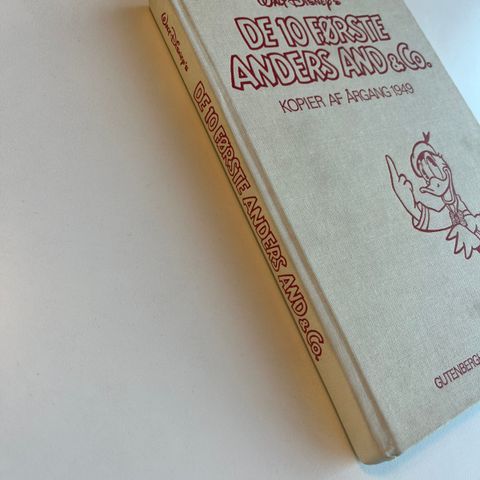 Walt Disney's
DE 10 FØRSTE
ANDERS AND & CO.
KOPIER AF ÅRGANG 1949
Walt Disney's
DE 10 FØRSTE ANDERS AND & CO.